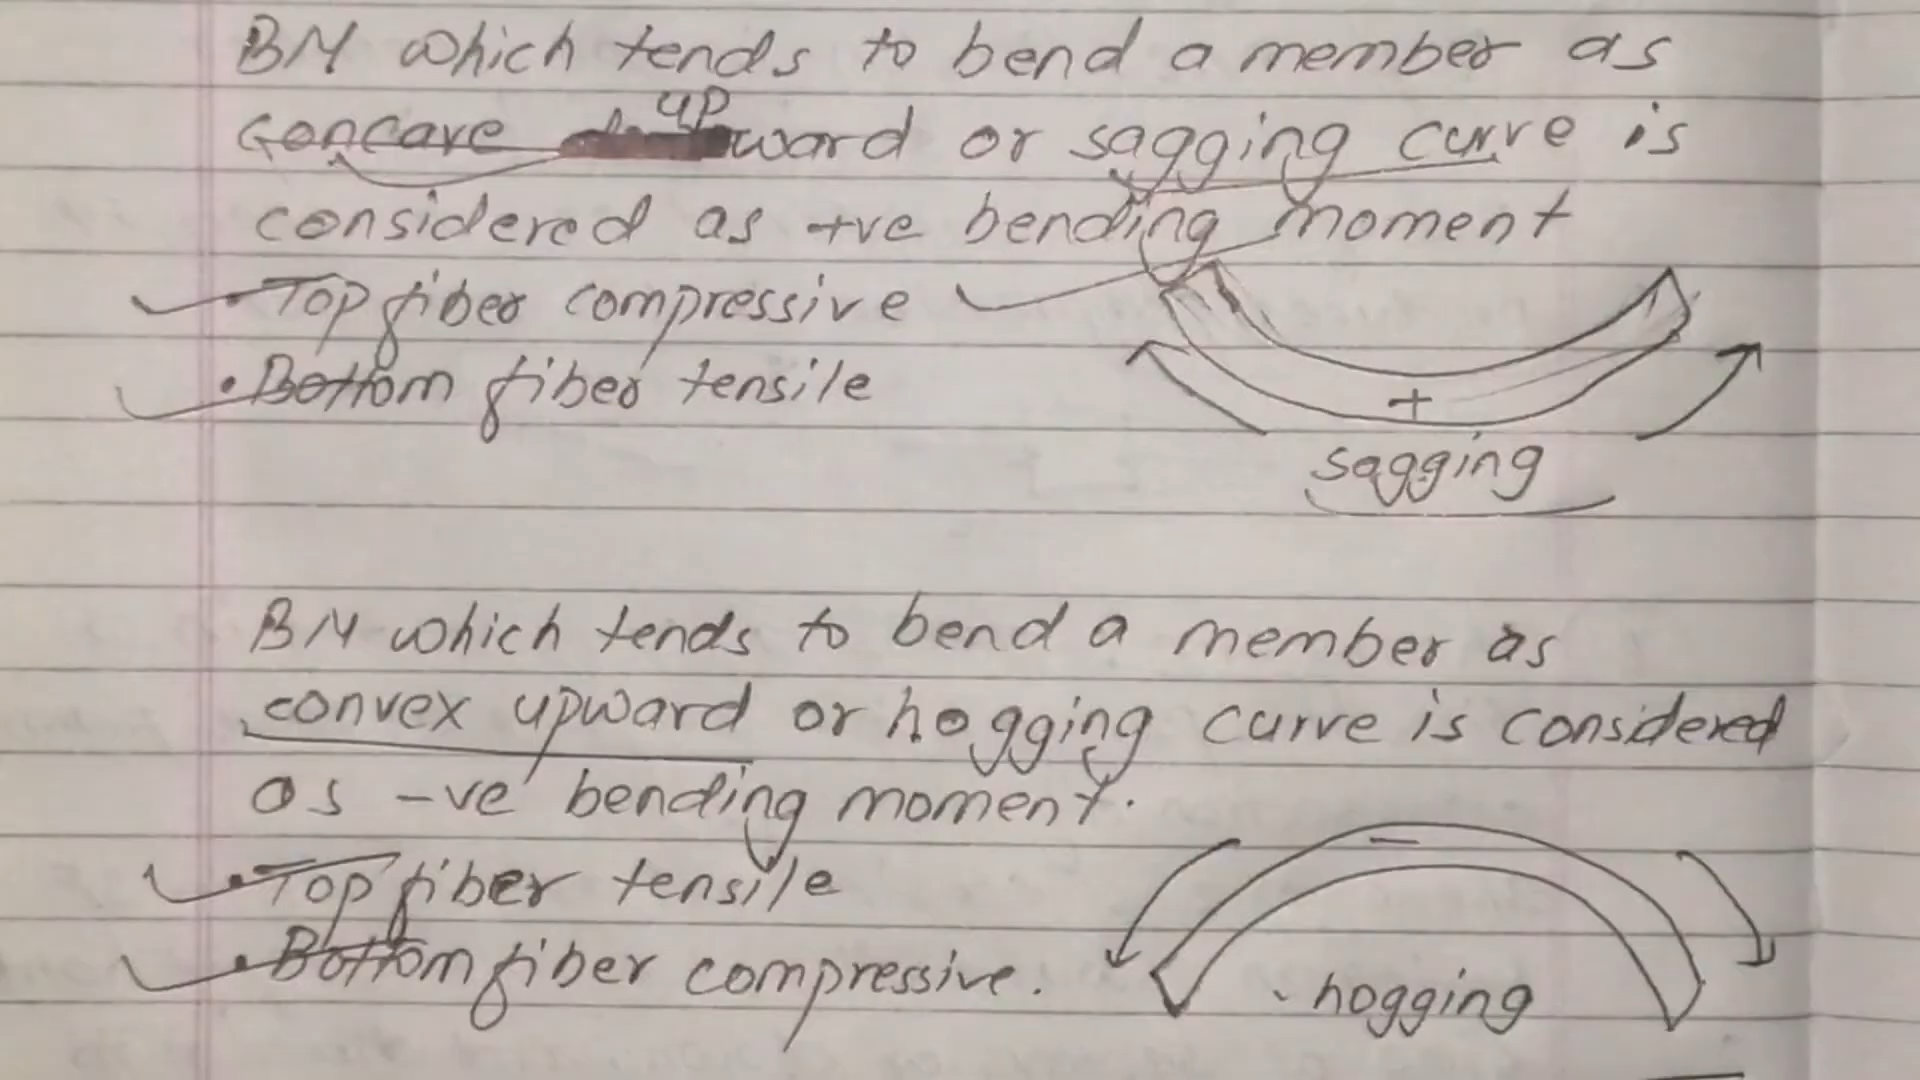 BM which tends to bend a member as
Concave upward or sagging curve is
considered as +ve bending moment
• Top fiber compressive
• Bottom fiber tensile
+
sagging
BM which tends to bend a member as
convex upward or hogging curve is considered
as -ve bending moment.
• Top fiber tensile
• Bottom fiber compressive.
-
hogging